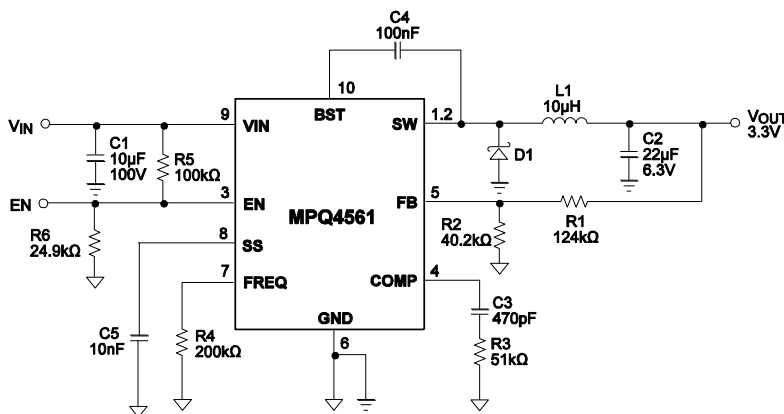 C4
100nF
10
L1
10µH
9
VIN
BST
SW
1.2
VIN
VOUT
3.3V
C1
10µF
100V
R5
100kΩ
D1
C2
22µF
6.3V
EN
3
EN
MPQ4561
FB
5
R6
24.9kΩ
8
SS
R2
40.2kΩ
R1
124kΩ
7
FREQ
COMP
4
C3
470pF
C5
10nF
R4
200kΩ
GND
6
R3
51kΩ